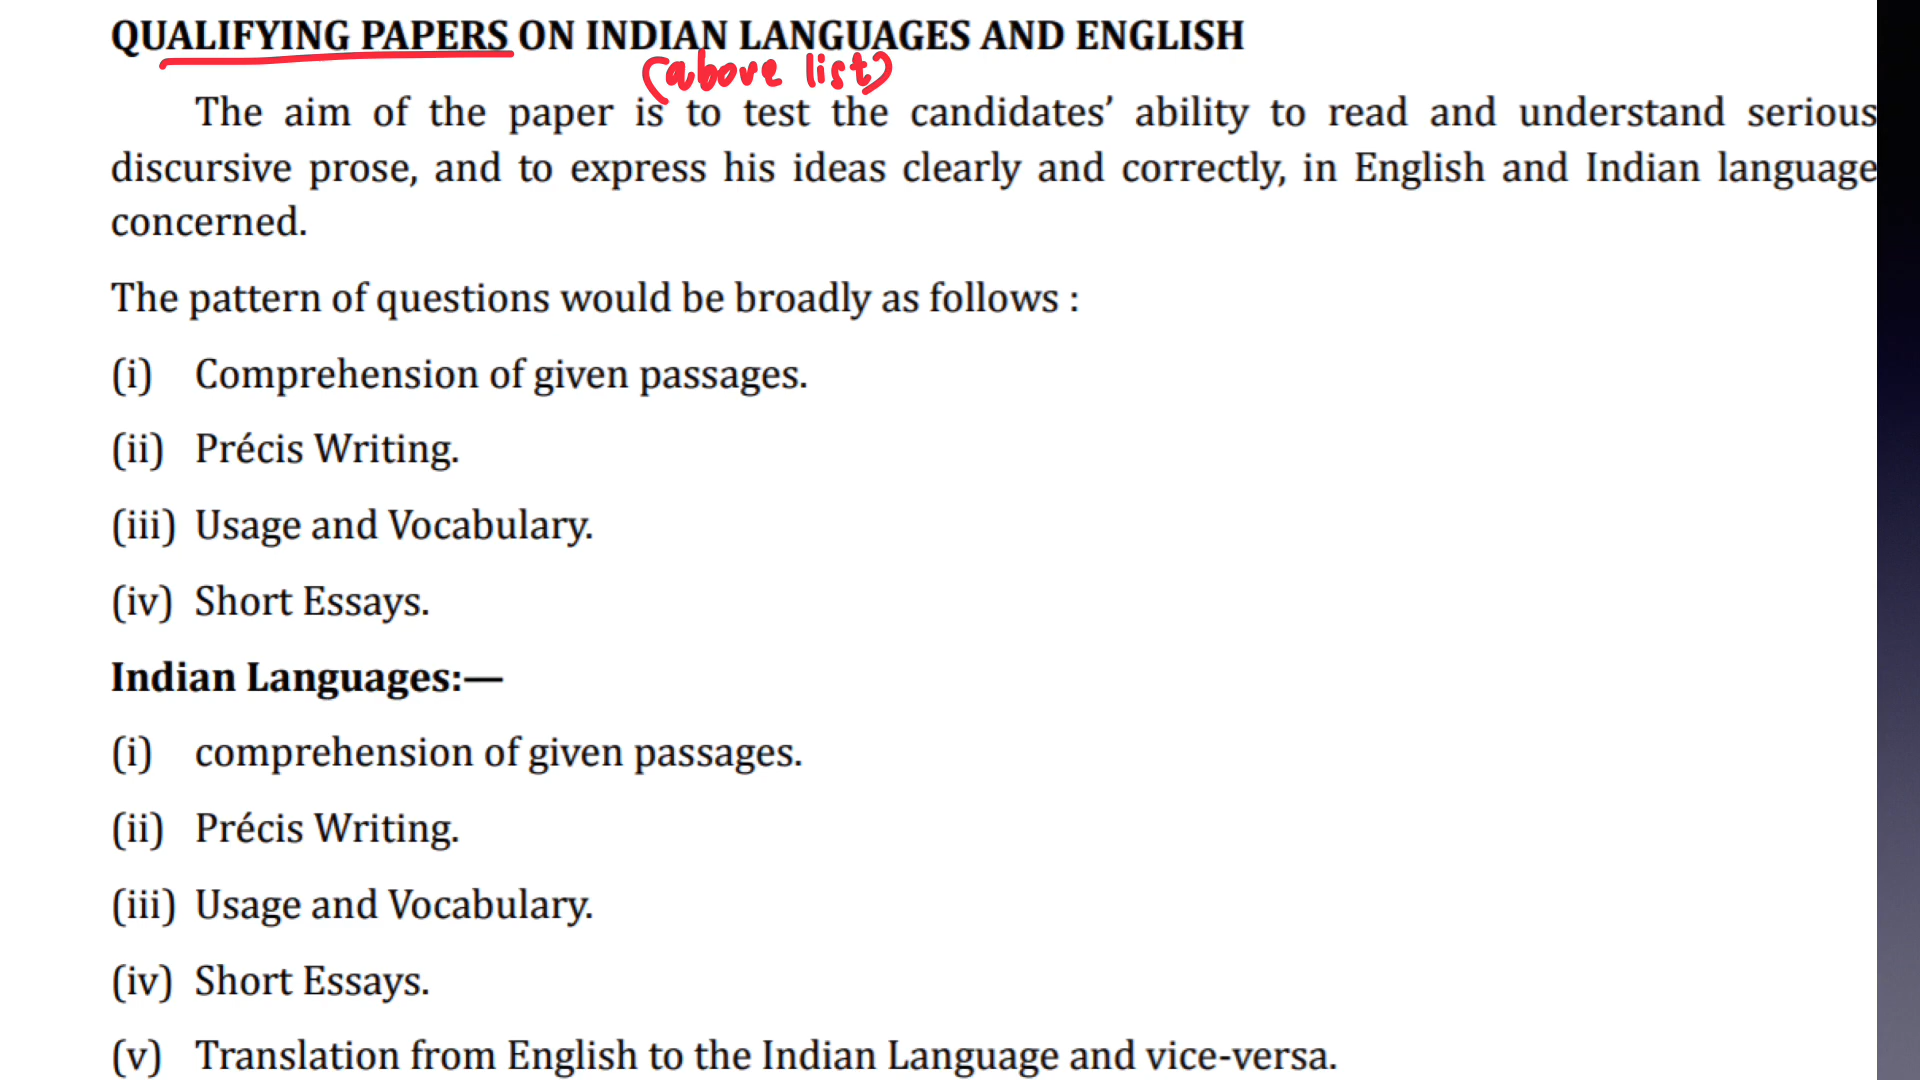 QUALIFYING PAPERS ON INDIAN LANGUAGES AND ENGLISH
(above list)
The aim of the paper is to test the candidates’ ability to read and understand serious
discursive prose, and to express his ideas clearly and correctly, in English and Indian language
concerned.
The pattern of questions would be broadly as follows :
(i) Comprehension of given passages.
(ii) Précis Writing.
(iii) Usage and Vocabulary.
(iv) Short Essays.
Indian Languages:—
(i) comprehension of given passages.
(ii) Précis Writing.
(iii) Usage and Vocabulary.
(iv) Short Essays.
(v) Translation from English to the Indian Language and vice-versa.